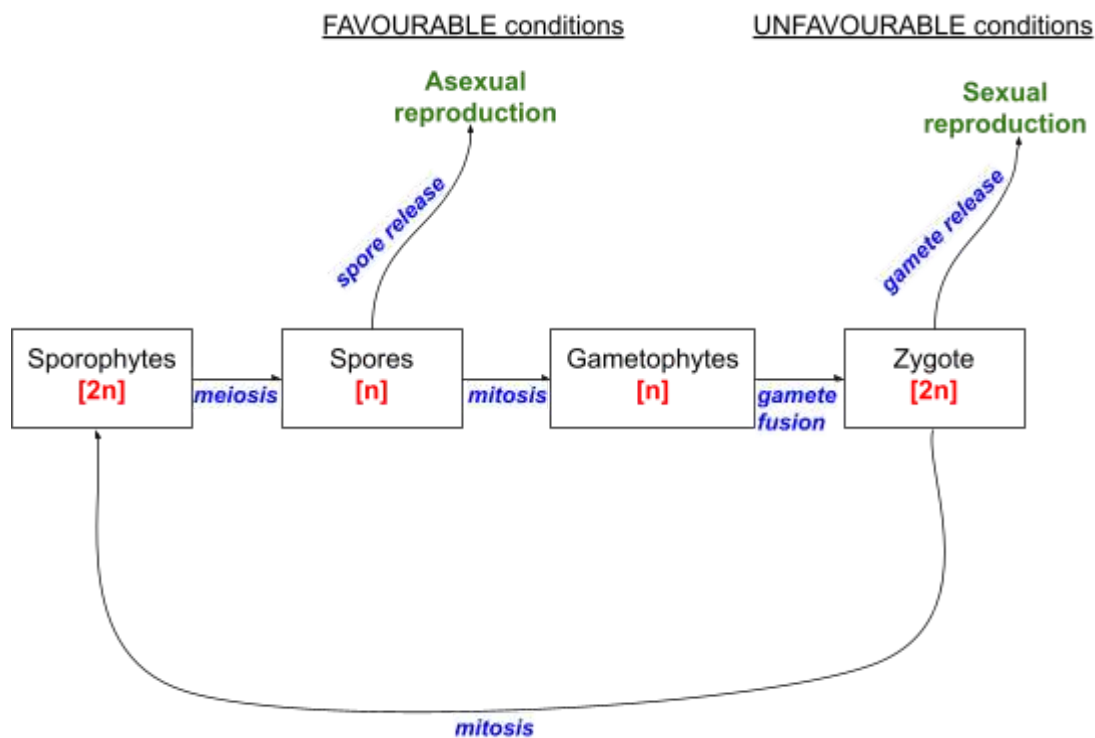 FAVOURABLE conditions
UNFAVOURABLE conditions
Asexual
reproduction
Sexual
reproduction
spore release
gamete release
Sporophytes
[2n]
meiosis
Spores
[n]
mitosis
Gametophytes
[n]
gamete
fusion
Zygote
[2n]
mitosis